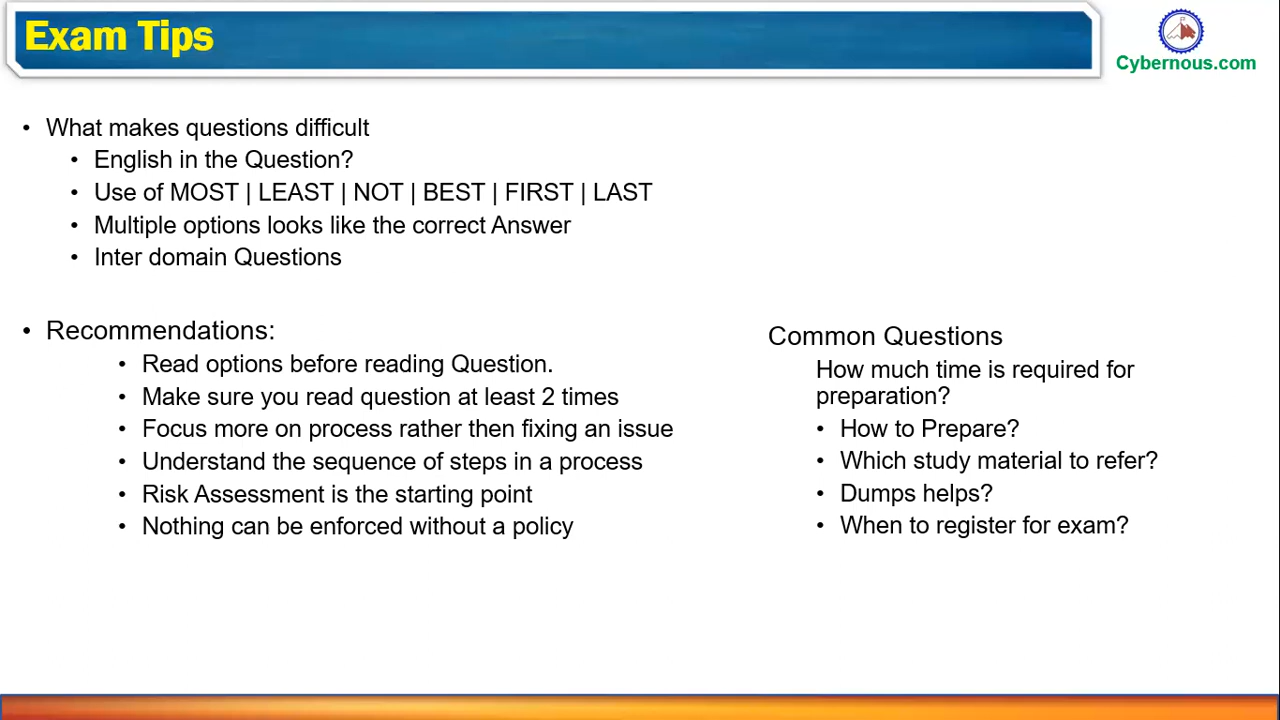 Exam Tips
Cybernous.com
• What makes questions difficult
• English in the Question?
• Use of MOST | LEAST | NOT | BEST | FIRST | LAST
• Multiple options looks like the correct Answer
• Inter domain Questions
• Recommendations:
• Read options before reading Question.
• Make sure you read question at least 2 times
• Focus more on process rather then fixing an issue
• Understand the sequence of steps in a process
• Risk Assessment is the starting point
• Nothing can be enforced without a policy
Common Questions
How much time is required for
preparation?
• How to Prepare?
• Which study material to refer?
• Dumps helps?
• When to register for exam?